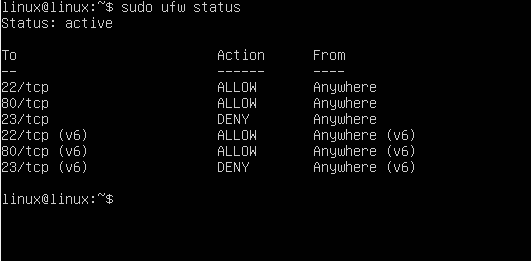 linux@linux:~$ sudo ufw status
Status: active
To Action From
-- ------ ----
22/tcp ALLOW Anywhere
80/tcp ALLOW Anywhere
23/tcp DENY Anywhere
22/tcp (v6) ALLOW Anywhere (v6)
80/tcp (v6) ALLOW Anywhere (v6)
23/tcp (v6) DENY Anywhere (v6)
linux@linux:~$